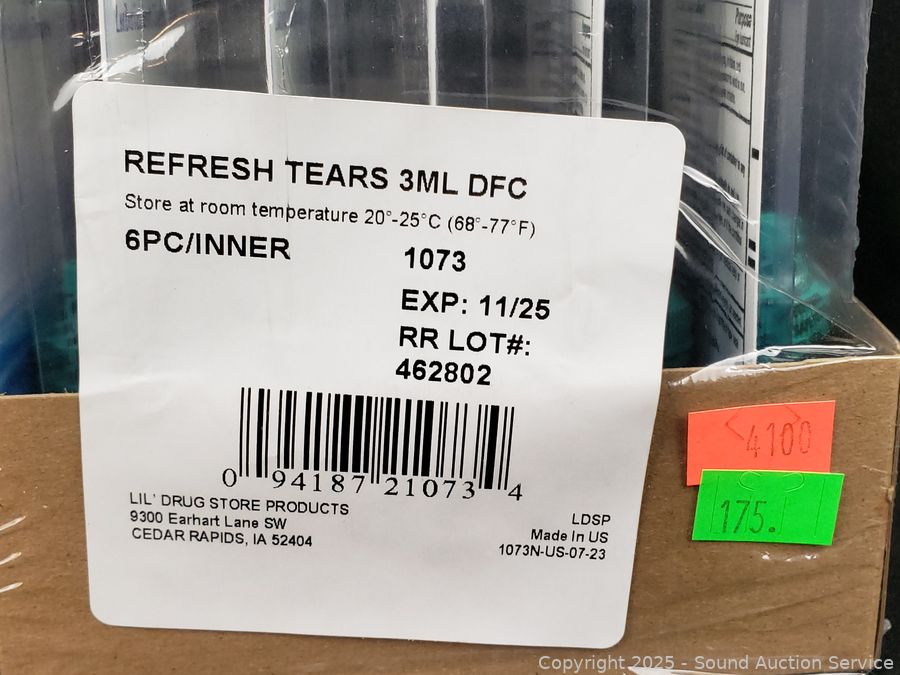 Purpose
REFRESH TEARS 3ML DFC
Store at room temperature 20°-25°C (68°-77°F)
6PC/INNER
1073
EXP: 11/25
RR LOT#:
462802
0 94187 21073 4
LIL' DRUG STORE PRODUCTS
9300 Earhart Lane SW
CEDAR RAPIDS, IA 52404
LDSP
Made In US
1073N-US-07-23
4100
175.
Copyright 2025 - Sound Auction Service